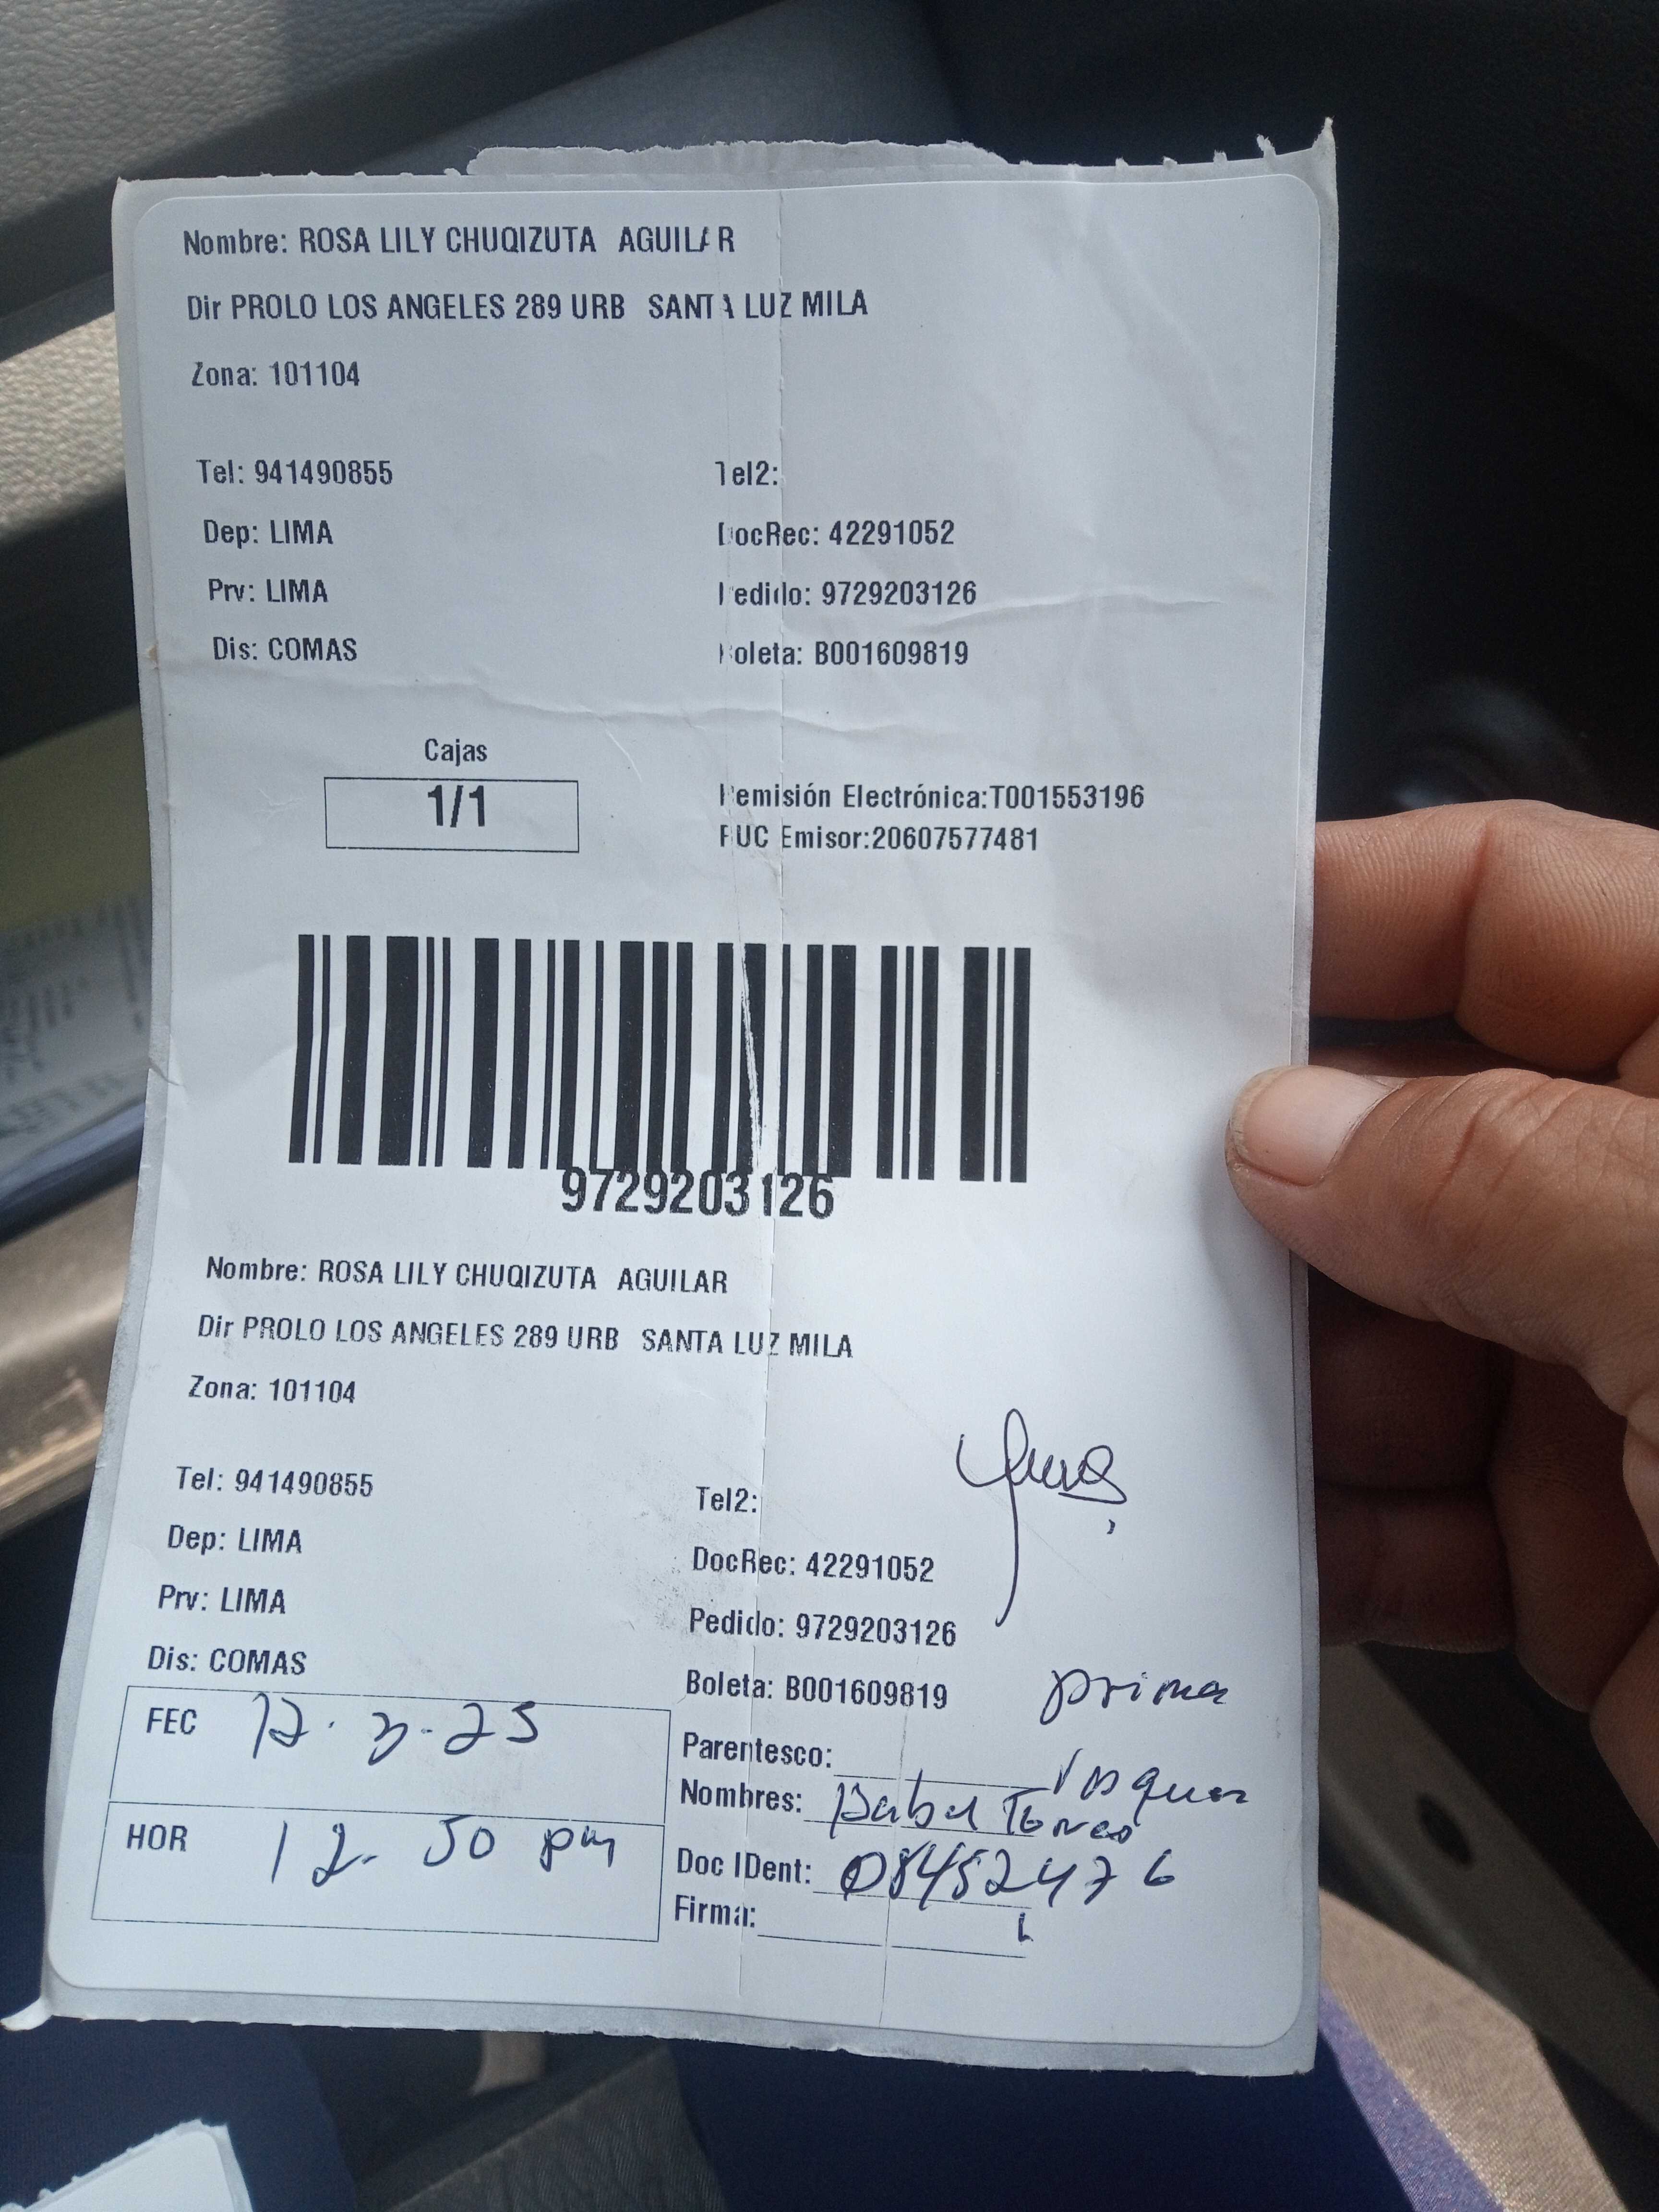 Nombre: ROSA LILY CHUQIZUTA AGUILAR
Dir PROLO LOS ANGELES 289 URB SANTA LUZ MILA
Zona: 101104
Tel: 941490855 Tel2:
Dep: LIMA DocRec: 42291052
Prv: LIMA Pedido: 9729203126
Dis: COMAS Boleta: B001609819
Cajas
1/1
Remisión Electrónica:T001553196
RUC Emisor:20607577481
9729203126
Nombre: ROSA LILY CHUQIZUTA AGUILAR
Dir PROLO LOS ANGELES 289 URB SANTA LUZ MILA
Zona: 101104
Tel: 941490855 Tel2:
Dep: LIMA DocRec: 42291052
Prv: LIMA Pedido: 9729203126
Dis: COMAS Boleta: B001609819
prima
FEC 12.3-25 Parentesco:
Nombres:
HOR 12.50 pm Doc IDent: 08452476
Firma: